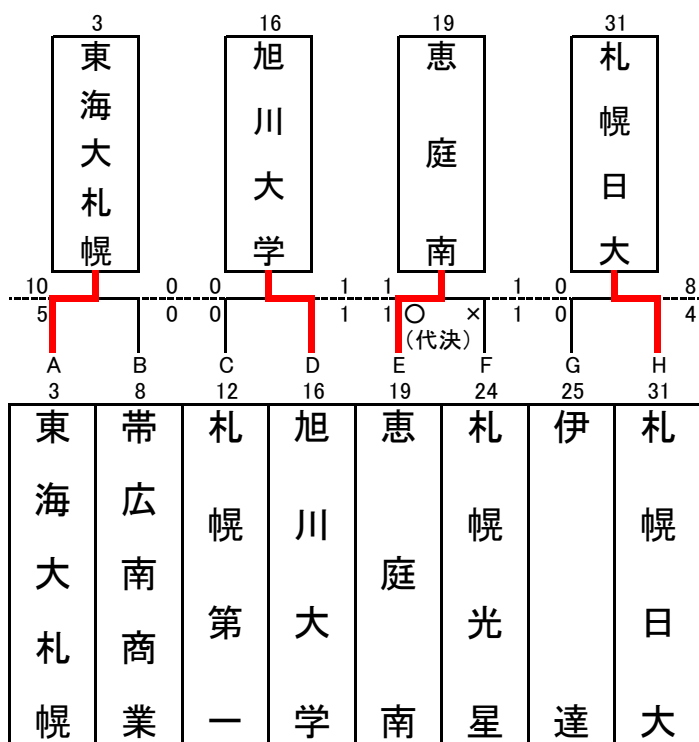 3 16 19 31
東海大札幌
旭川大学
恵庭南
札幌日大
10 0 0 1 1 1 0 8
5 0 0 1 1 ○ × 1 0 4
(代決)
A B C D E F G H
3 8 12 16 19 24 25 31
東海大札幌
帯広南商業
札幌第一
旭川大学
恵庭南
札幌光星
伊達
札幌日大